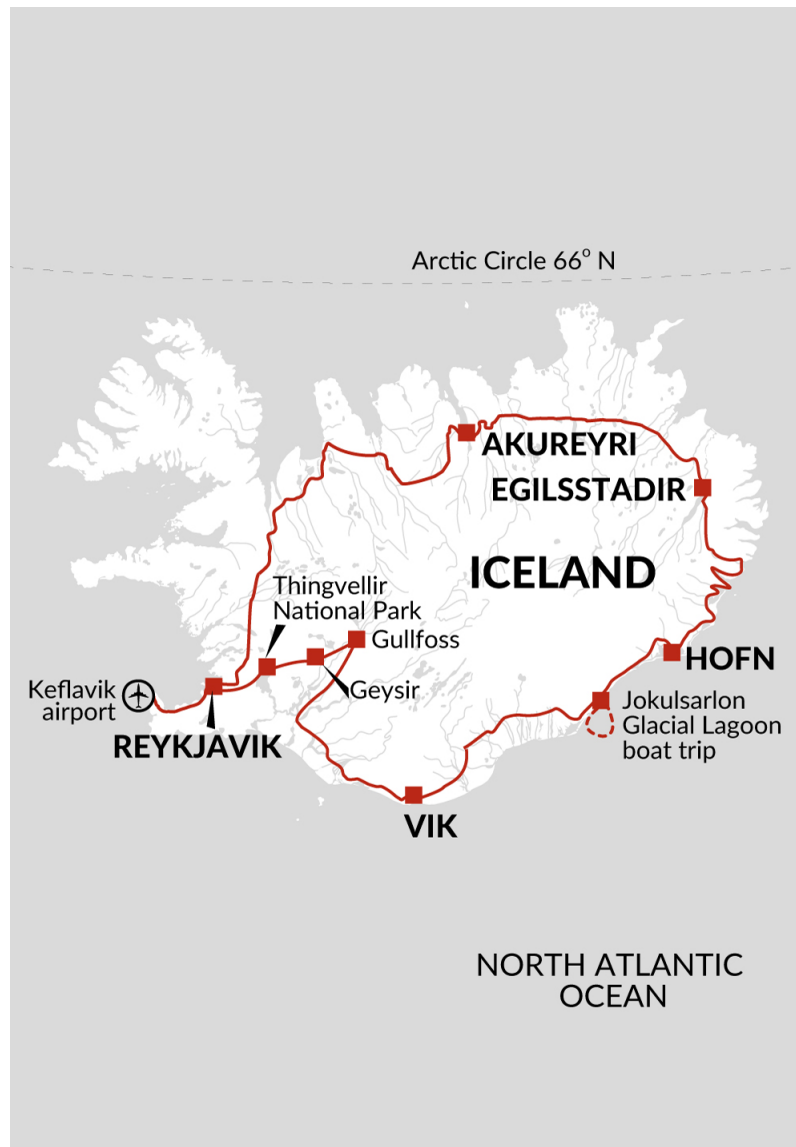 Arctic Circle 66° N
AKUREYRI
EGILSSTADIR
ICELAND
Thingvellir
National Park
Gullfoss
Geysir
HOFN
Keflavik
airport
Jokulsarlon
Glacial Lagoon
boat trip
REYKJAVIK
VIK
NORTH ATLANTIC
OCEAN